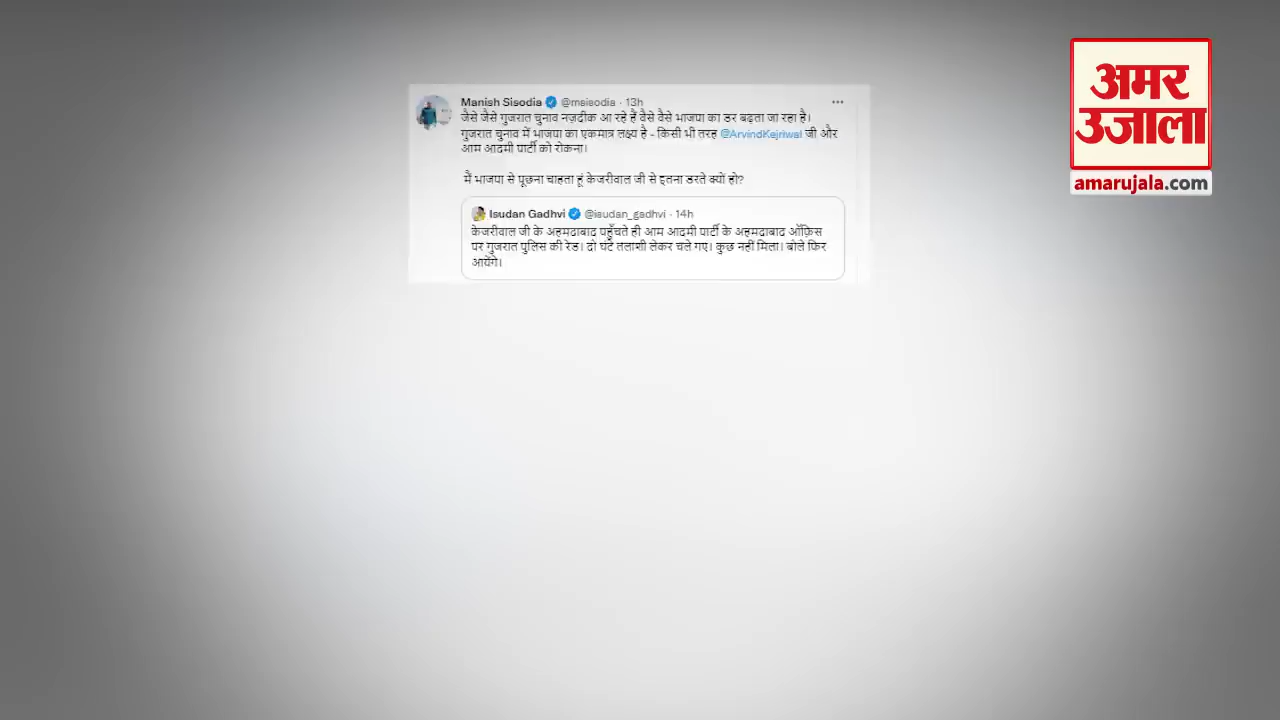 Manish Sisodia @msisodia · 13h
जैसे जैसे गुजरात चुनाव नज़दीक आ रहे हैं वैसे वैसे भाजपा का डर बढ़ता जा रहा है।
गुजरात चुनाव में भाजपा का एकमात्र लक्ष्य है - किसी भी तरह @ArvindKejriwal जी और
आम आदमी पार्टी को रोकना।
मैं भाजपा से पूछना चाहता हूं केजरीवाल जी से इतना डरते क्यों हो?
Isudan Gadhvi @isudan_gadhvi · 14h
केजरीवाल जी के अहमदाबाद पहुँचते ही आम आदमी पार्टी के अहमदाबाद ऑफ़िस
पर गुजरात पुलिस की रेड। दो घंटे तलाशी लेकर चले गए। कुछ नहीं मिला। बोले फिर
आयेंगे।
अमर
उजाला
amarujala.com